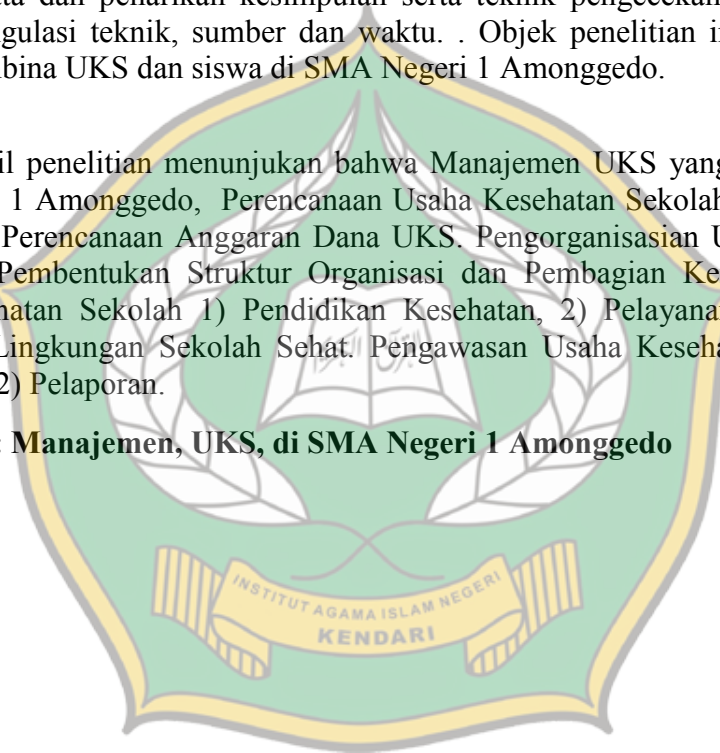 ata dan penarikan kesimpulan serta teknik pengecekan
gulasi teknik, sumber dan waktu. . Objek penelitian i
bina UKS dan siswa di SMA Negeri 1 Amonggedo.
il penelitian menunjukan bahwa Manajemen UKS yang
1 Amonggedo, Perencanaan Usaha Kesehatan Sekolah
Perencanaan Anggaran Dana UKS. Pengorganisasian U
Pembentukan Struktur Organisasi dan Pembagian Ke
hatan Sekolah 1) Pendidikan Kesehatan, 2) Pelayana
Lingkungan Sekolah Sehat. Pengawasan Usaha Keseha
2) Pelaporan.
: Manajemen, UKS, di SMA Negeri 1 Amonggedo
INSTITUT AGAMA ISLAM NEGERI
KENDARI